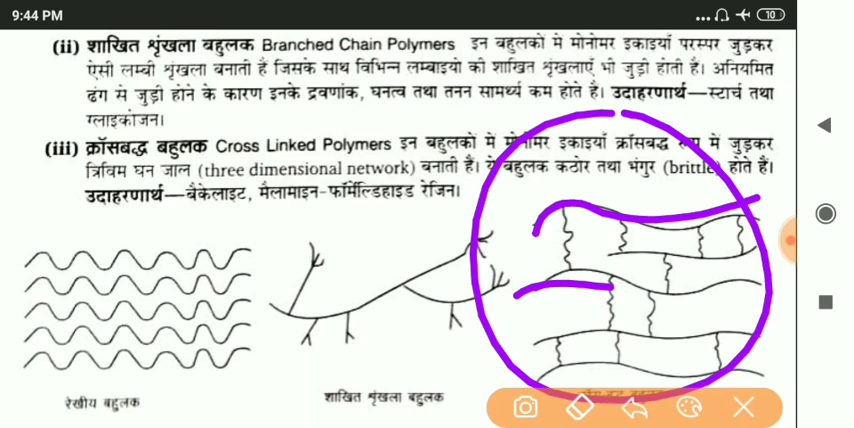 9:44 PM
10
(ii) शाखित श्रृंखला बहुलक Branched Chain Polymers इन बहुलकों में मोनोमर इकाइयाँ परस्पर जुड़कर
ऐसी लम्बी श्रृंखला बनाती हैं जिसके साथ विभिन्न लम्बाइयो की शाखित श्रृंखलाएँ भी जुड़ी होती हैं। अनियमित
ढंग से जुड़ी होने के कारण इनके द्रवणांक, घनत्व तथा तनन सामर्थ्य कम होते है। उदाहरणार्थ—स्टार्च तथा
ग्लाइकोजन।
(iii) क्रॉसबद्ध बहुलक Cross Linked Polymers इन बहुलकों में मोनोमर इकाइयाँ क्रॉसबद्ध में जुड़कर
त्रिविम घन जाल (three dimensional network) बनाती हैं। ये बहुलक कठोर तथा भंगुर (brittle) होते हैं।
उदाहरणार्थ—बैकेलाइट, मैलामाइन-फॉर्मेल्डिहाइड रेजिन।
रेखीय बहुलक
शाखित श्रृंखला बहुलक